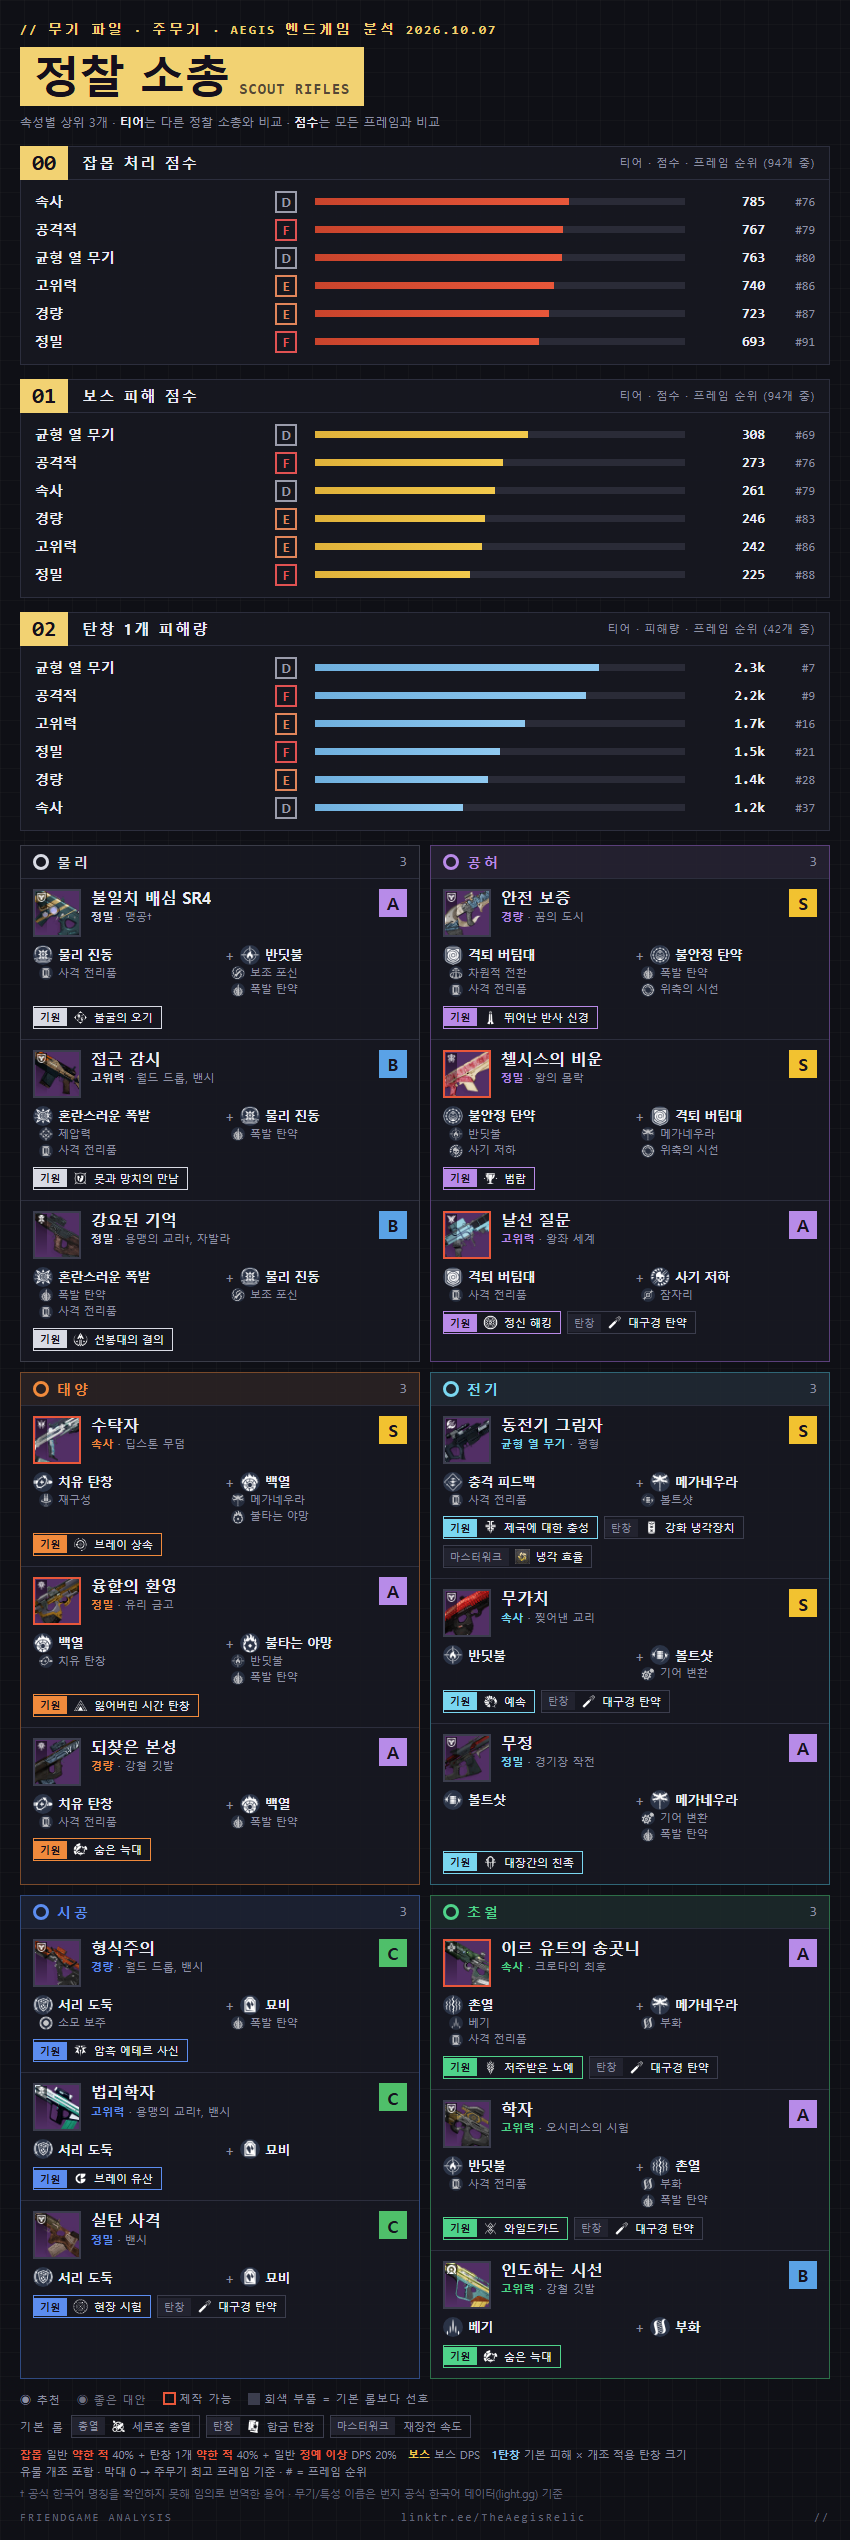 // 무기 파일 · 주무기 · AEGIS 엔드게임 분석 2026.10.07
정찰 소총 SCOUT RIFLES
속성별 상위 3개 · 티어는 다른 정찰 소총와 비교 · 점수는 모든 프레임과 비교
00 잡몹 처리 점수 티어 · 점수 · 프레임 순위 (94개 중)
속사 D 785 #76
공격적 F 767 #79
균형 열 무기 D 763 #80
고위력 E 740 #86
경량 E 723 #87
정밀 F 693 #91
01 보스 피해 점수 티어 · 점수 · 프레임 순위 (94개 중)
균형 열 무기 D 308 #69
공격적 F 273 #76
속사 D 261 #79
경량 E 246 #83
고위력 E 242 #86
정밀 F 225 #88
02 탄창 1개 피해량 티어 · 피해량 · 프레임 순위 (42개 중)
균형 열 무기 D 2.3k #7
공격적 F 2.2k #9
고위력 E 1.7k #16
정밀 F 1.5k #21
경량 E 1.4k #28
속사 D 1.2k #37
물리 3
불일치 배심 SR4 A
정밀 · 맹공†
물리 진동 + 반딧불
사격 전리품 보조 포신
폭발 탄약
기원 불굴의 오기
접근 감시 B
고위력 · 월드 드롭, 밴시
혼란스러운 폭발 + 물리 진동
제압력 폭발 탄약
사격 전리품
기원 못과 망치의 만남
강요된 기억 B
정밀 · 용맹의 교리†, 자발라
혼란스러운 폭발 + 물리 진동
폭발 탄약 보조 포신
사격 전리품
기원 선봉대의 결의
공허 3
안전 보증 S
경량 · 꿈의 도시
격퇴 버팀대 + 불안정 탄약
차원적 전환 폭발 탄약
사격 전리품 위축의 시선
기원 뛰어난 반사 신경
첼시스의 비운 S
정밀 · 왕의 몰락
불안정 탄약 + 격퇴 버팀대
반딧불 메가네우라
사기 저하 위축의 시선
기원 범람
날선 질문 A
고위력 · 왕좌 세계
격퇴 버팀대 + 사기 저하
사격 전리품 잠자리
기원 정신 해킹 탄창 대구경 탄약
태양 3
수탁자 S
속사 · 딥스톤 무덤
치유 탄창 + 백열
재구성 메가네우라
불타는 야망
기원 브레이 상속
융합의 환영 A
정밀 · 유리 금고
백열 + 불타는 야망
치유 탄창 반딧불
폭발 탄약
기원 잃어버린 시간 탄창
되찾은 본성 A
경량 · 강철 깃발
치유 탄창 + 백열
사격 전리품 폭발 탄약
기원 숨은 늑대
전기 3
동전기 그림자 S
균형 열 무기 · 평형
충격 피드백 + 메가네우라
사격 전리품 볼트샷
기원 제국에 대한 충성 탄창 강화 냉각장치
마스터워크 냉각 효율
무가치 S
속사 · 찢어낸 교리
반딧불 + 볼트샷
기어 변환
기원 예속 탄창 대구경 탄약
무정 A
정밀 · 경기장 작전
볼트샷 + 메가네우라
기어 변환
폭발 탄약
기원 대장간의 친족
시공 3
형식주의 C
경량 · 월드 드롭, 밴시
서리 도둑 + 묘비
소모 보주 폭발 탄약
기원 암흑 에테르 사신
법리학자 C
고위력 · 용맹의 교리†, 밴시
서리 도둑 + 묘비
기원 브레이 유산
실탄 사격 C
정밀 · 밴시
서리 도둑 + 묘비
기원 현장 시험 탄창 대구경 탄약
초월 3
이르 유트의 송곳니 A
속사 · 크로타의 최후
촌열 + 메가네우라
베기 부화
사격 전리품
기원 저주받은 노예 탄창 대구경 탄약
학자 A
고위력 · 오시리스의 시험
반딧불 + 촌열
사격 전리품 부화
폭발 탄약
기원 와일드카드 탄창 대구경 탄약
인도하는 시선 B
고위력 · 강철 깃발
베기 + 부화
기원 숨은 늑대
추천 좋은 대안 제작 가능 회색 부품 = 기본 롤보다 선호
기본 롤 총열 세로홈 총열 탄창 합금 탄창 마스터워크 재장전 속도
잡몹 일반 약한 적 40% + 탄창 1개 약한 적 40% + 일반 정예 이상 DPS 20% 보스 보스 DPS 1탄창 기본 피해 × 개조 적용 탄창 크기
유물 개조 포함 · 막대 0 → 주무기 최고 프레임 기준 · # = 프레임 순위
† 공식 한국어 명칭을 확인하지 못해 임의로 번역한 용어 · 무기/특성 이름은 번지 공식 한국어 데이터(light.gg) 기준
FRIENDGAME ANALYSIS linktr.ee/TheAegisRelic //